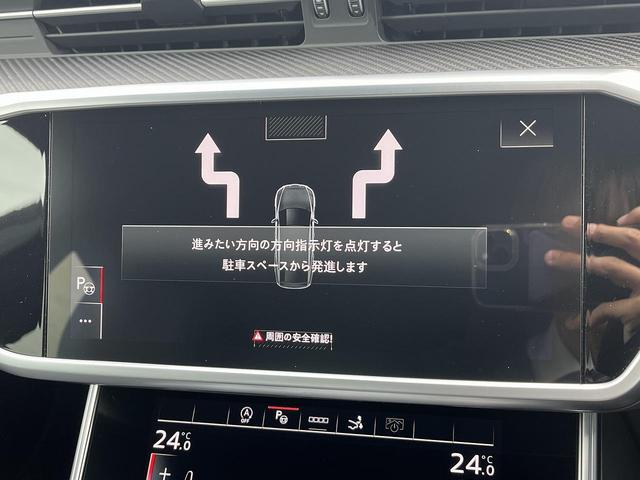 進みたい方向の方向指示灯を点灯すると
駐車スペースから発進します
P
...
周囲の安全確認!
A
OFF
P
24.0 °C
24.0 °C